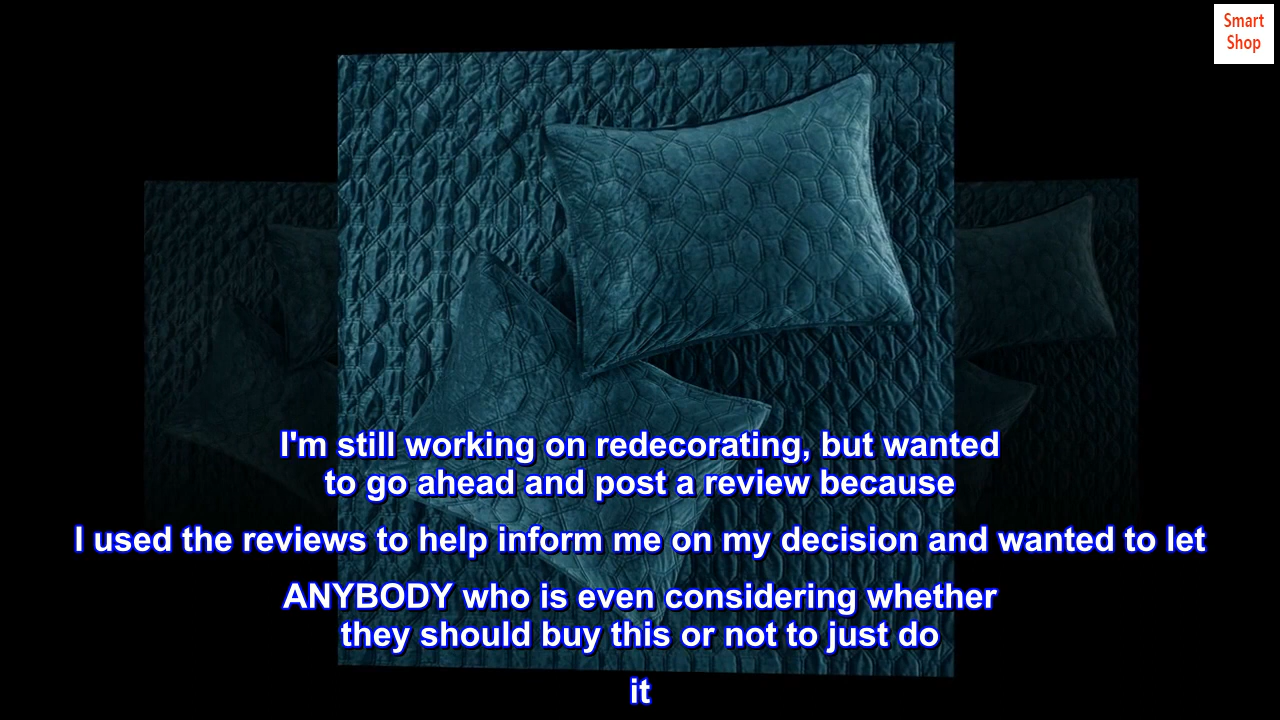 Smart
Shop
I'm still working on redecorating, but wanted
to go ahead and post a review because
I used the reviews to help inform me on my decision and wanted to let
ANYBODY who is even considering whether
they should buy this or not to just do
it